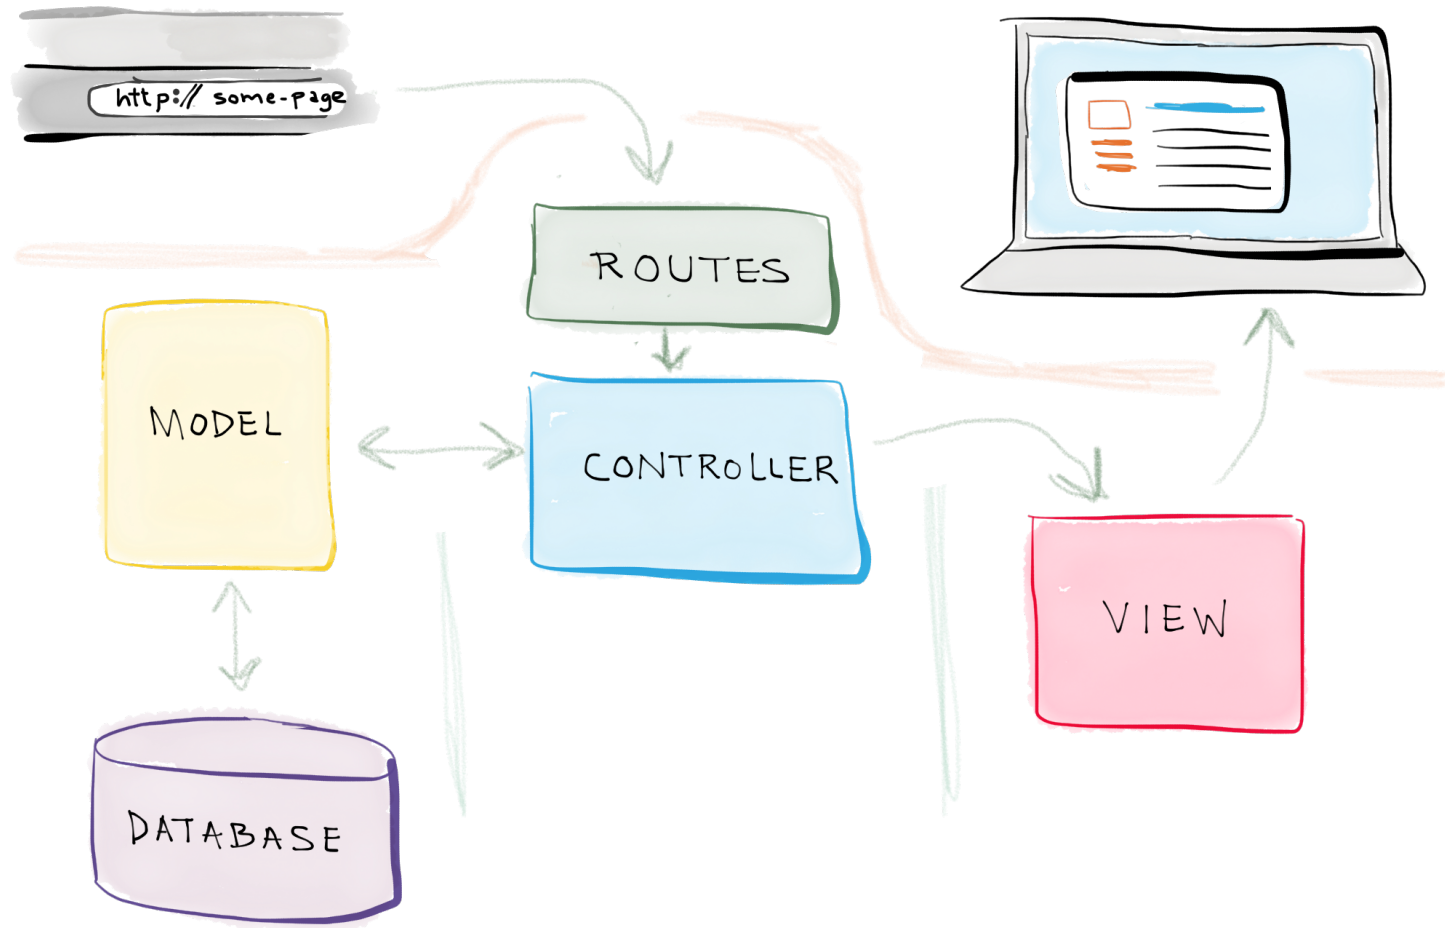 http:// some-page
ROUTES
MODEL
CONTROLLER
VIEW
DATABASE